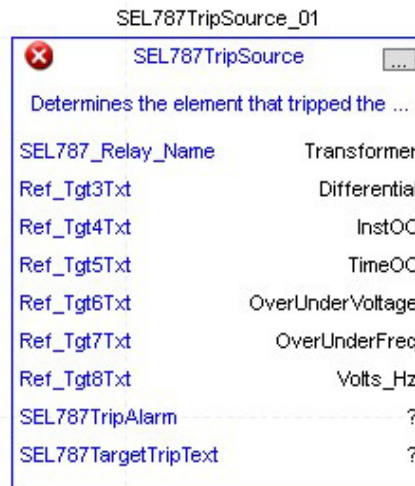 SEL787TripSource_01
SEL787TripSource ...
Determines the element that tripped the ...
SEL787_Relay_Name Transformer
Ref_Tgt3Txt Differential
Ref_Tgt4Txt InstOC
Ref_Tgt5Txt TimeOC
Ref_Tgt6Txt OverUnderVoltage
Ref_Tgt7Txt OverUnderFreq
Ref_Tgt8Txt Volts_Hz
SEL787TripAlarm ?
SEL787TargetTripText ?